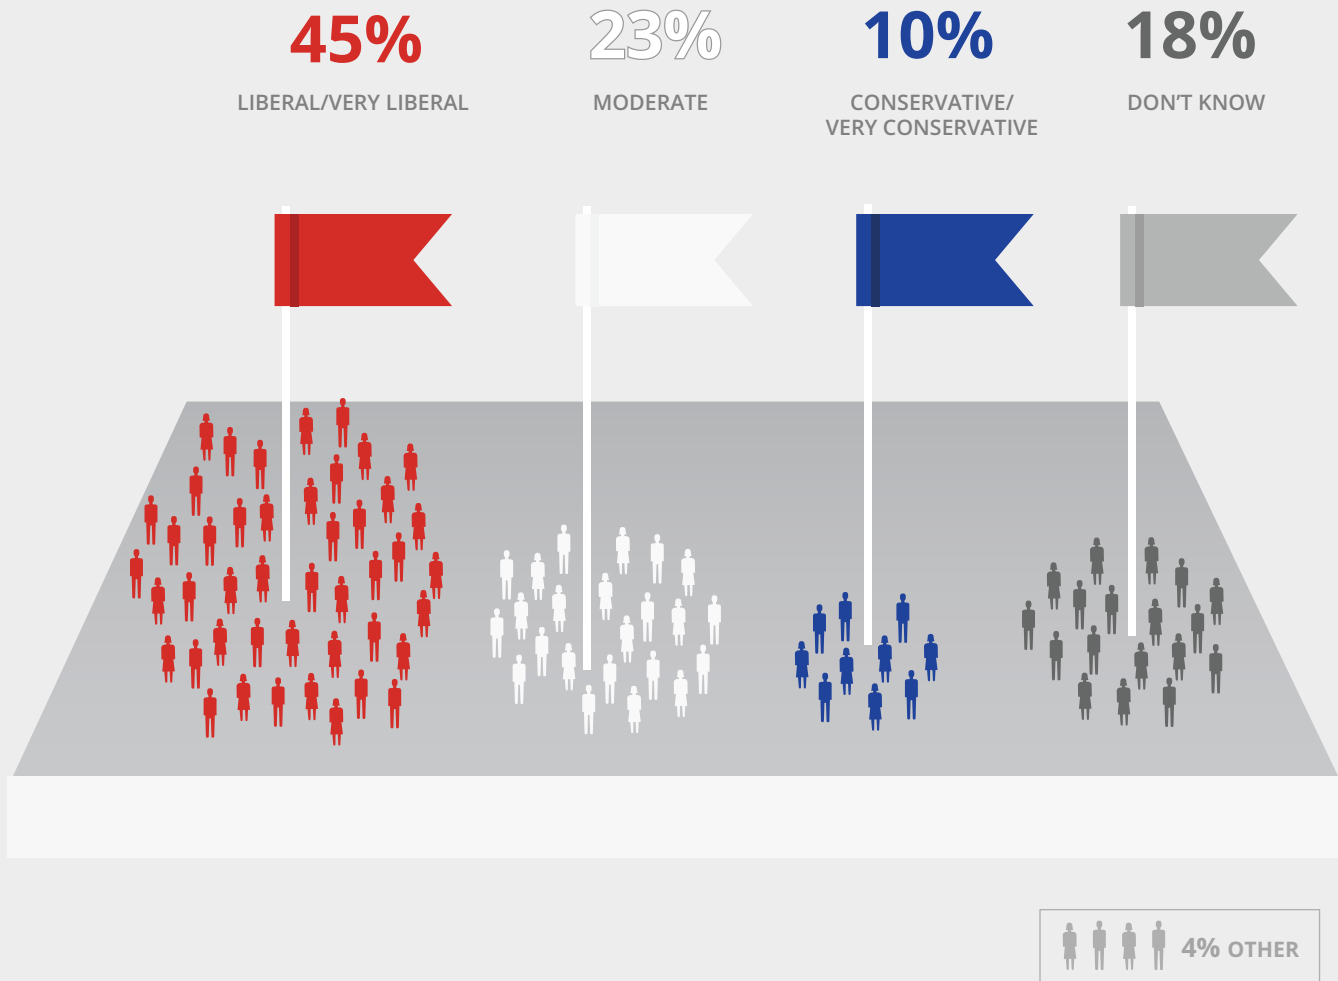 45%
LIBERAL/VERY LIBERAL
23%
MODERATE
10%
CONSERVATIVE/
VERY CONSERVATIVE
18%
DON'T KNOW
4% OTHER